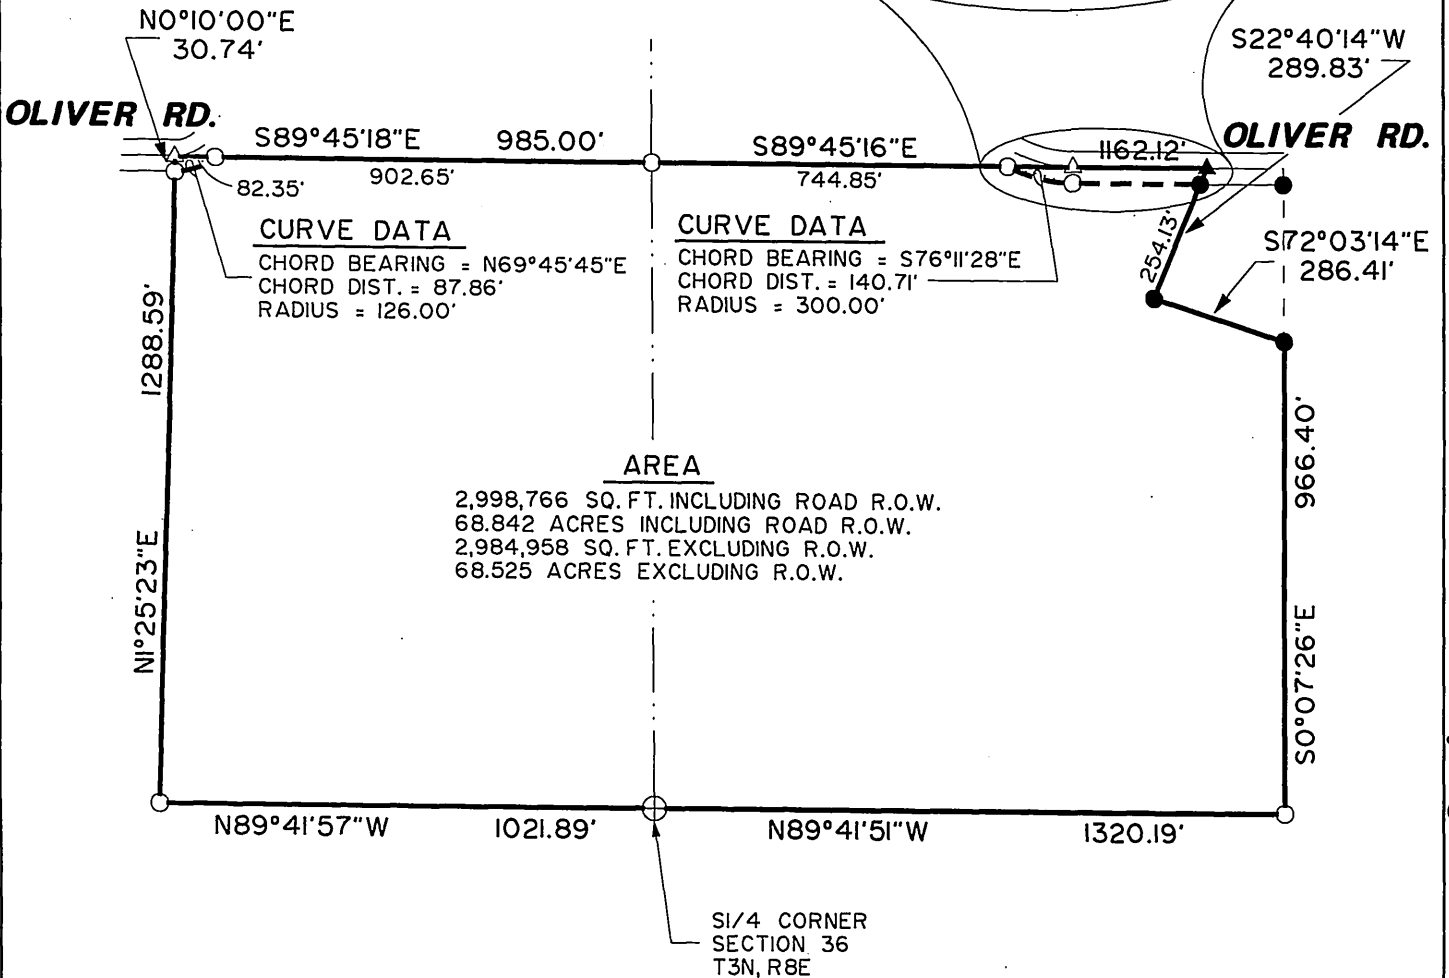 N0°10'00"E
30.74'
S22°40'14"W
289.83'
OLIVER RD.
OLIVER RD.
S89°45'18"E
985.00'
S89°45'16"E
1162.12'
902.65'
744.85'
82.35'
CURVE DATA
CHORD BEARING = N69°45'45"E
CHORD DIST. = 87.86'
RADIUS = 126.00'
CURVE DATA
CHORD BEARING = S76°11'28"E
CHORD DIST. = 140.71'
RADIUS = 300.00'
254.13'
S72°03'14"E
286.41'
1288.59'
N1°25'23"E
966.40'
S0°07'26"E
AREA
2,998,766 SQ. FT. INCLUDING ROAD R.O.W.
68.842 ACRES INCLUDING ROAD R.O.W.
2,984,958 SQ. FT. EXCLUDING R.O.W.
68.525 ACRES EXCLUDING R.O.W.
N89°41'57"W
1021.89'
N89°41'51"W
1320.19'
S1/4 CORNER
SECTION 36
T3N, R8E